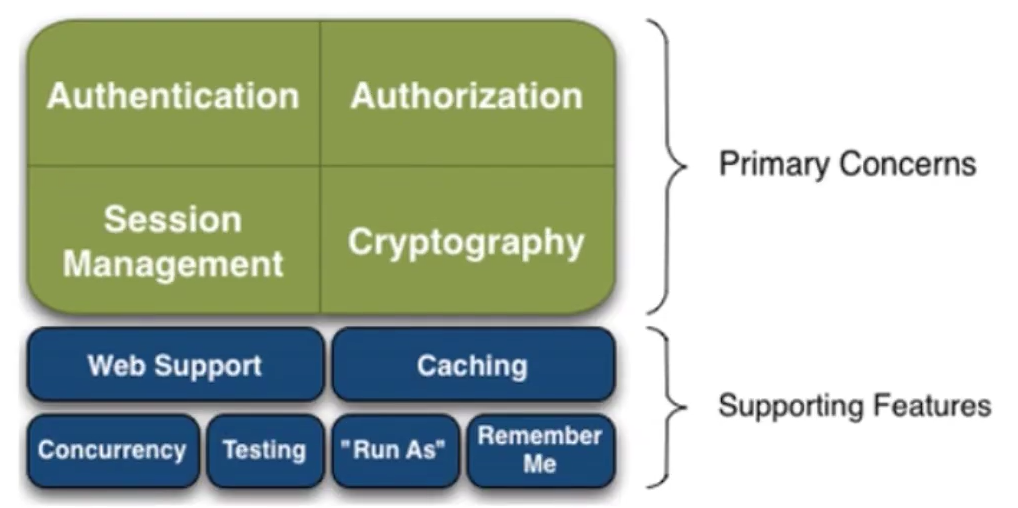 Authentication
Authorization
Session
Management
Cryptography
Primary Concerns
Web Support
Caching
Concurrency
Testing
"Run As"
Remember
Me
Supporting Features